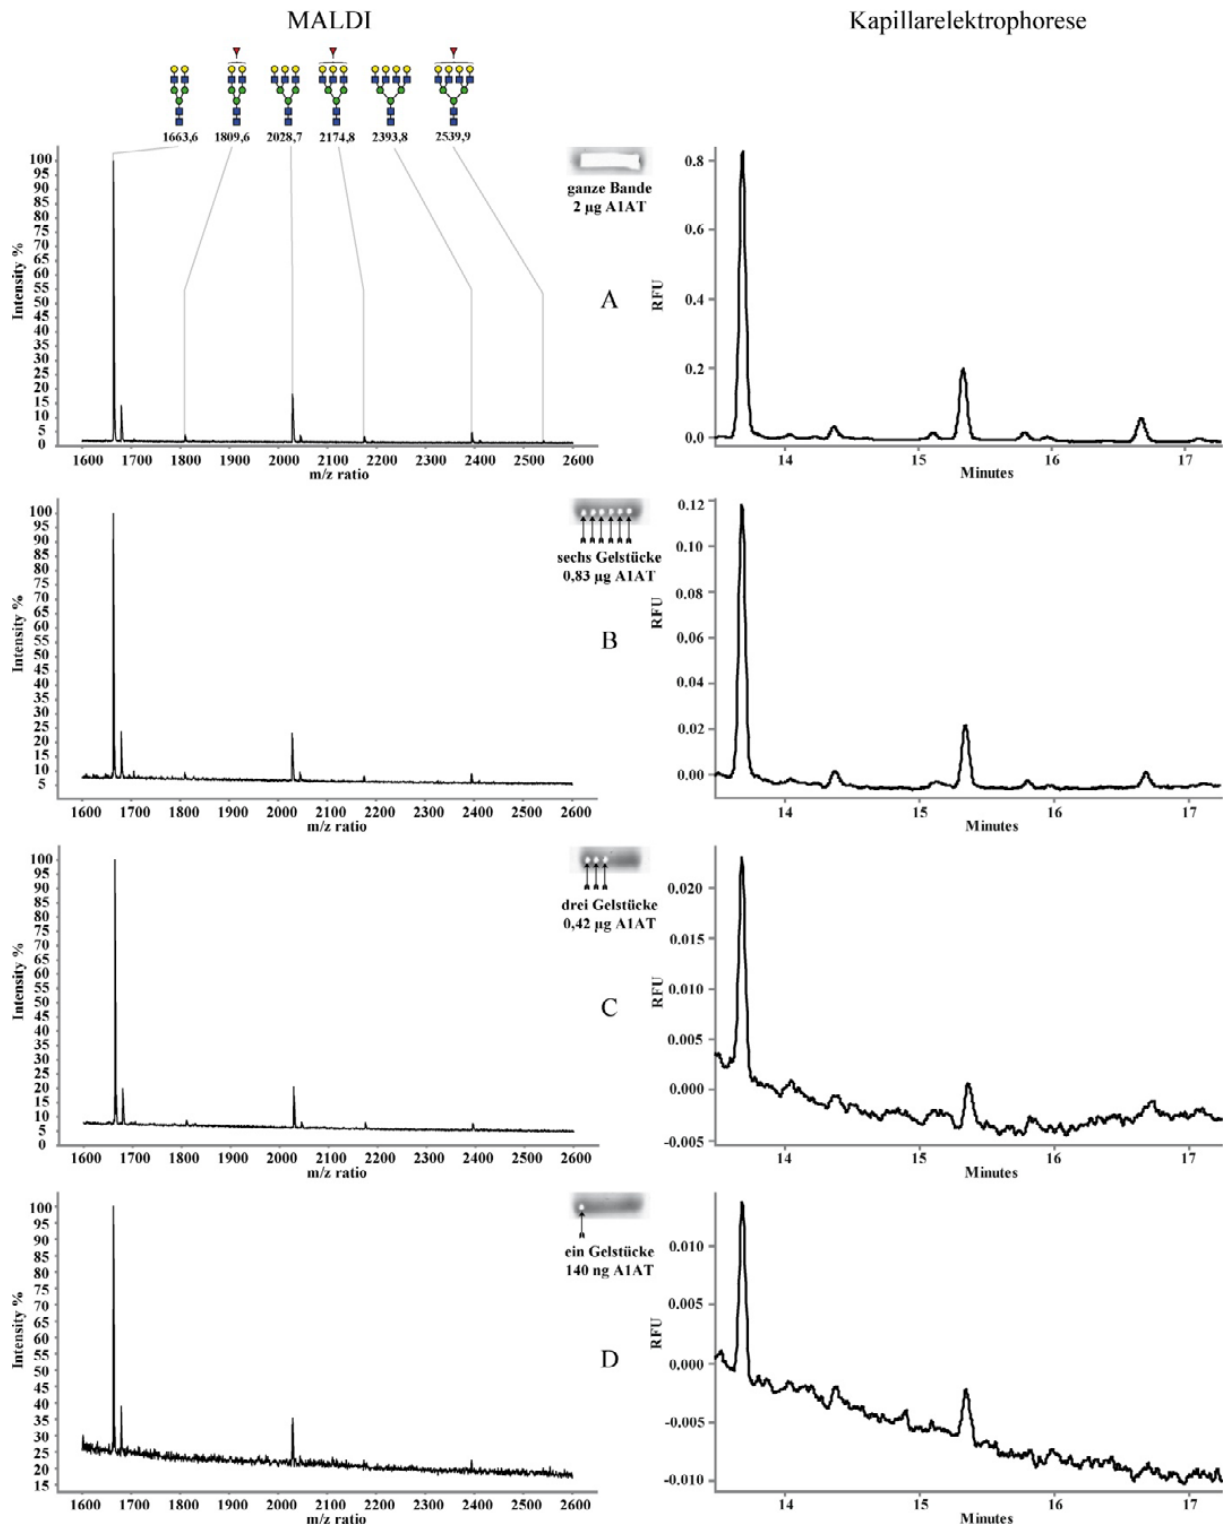 MALDI
Kapillarelektrophorese
1663,6 1809,6 2028,7 2174,8 2393,8 2539,9
100
95
90
85
80
75
70
65
60
55
50
45
40
35
30
25
20
15
10
5
0
Intensity %
1600 1700 1800 1900 2000 2100 2200 2300 2400 2500 2600
m/z ratio
ganze Bande
2 µg A1AT
A
0.8
0.6
0.4
0.2
0.0
RFU
14 15 16 17
Minutes
100
95
90
85
80
75
70
65
60
55
50
45
40
35
30
25
20
15
10
5
Intensity %
1600 1700 1800 1900 2000 2100 2200 2300 2400 2500 2600
m/z ratio
sechs Gelstücke
0,83 µg A1AT
B
0.12
0.10
0.08
0.06
0.04
0.02
0.00
RFU
14 15 16 17
Minutes
100
95
90
85
80
75
70
65
60
55
50
45
40
35
30
25
20
15
10
5
0
Intensity %
1600 1700 1800 1900 2000 2100 2200 2300 2400 2500 2600
m/z ratio
drei Gelstücke
0,42 µg A1AT
C
0.020
0.015
0.010
0.005
0.000
-0.005
RFU
14 15 16 17
Minutes
100
95
90
85
80
75
70
65
60
55
50
45
40
35
30
25
20
15
Intensity %
1600 1700 1800 1900 2000 2100 2200 2300 2400 2500 2600
m/z ratio
ein Gelstücke
140 ng A1AT
D
0.010
0.005
0.000
-0.005
-0.010
RFU
14 15 16 17
Minutes